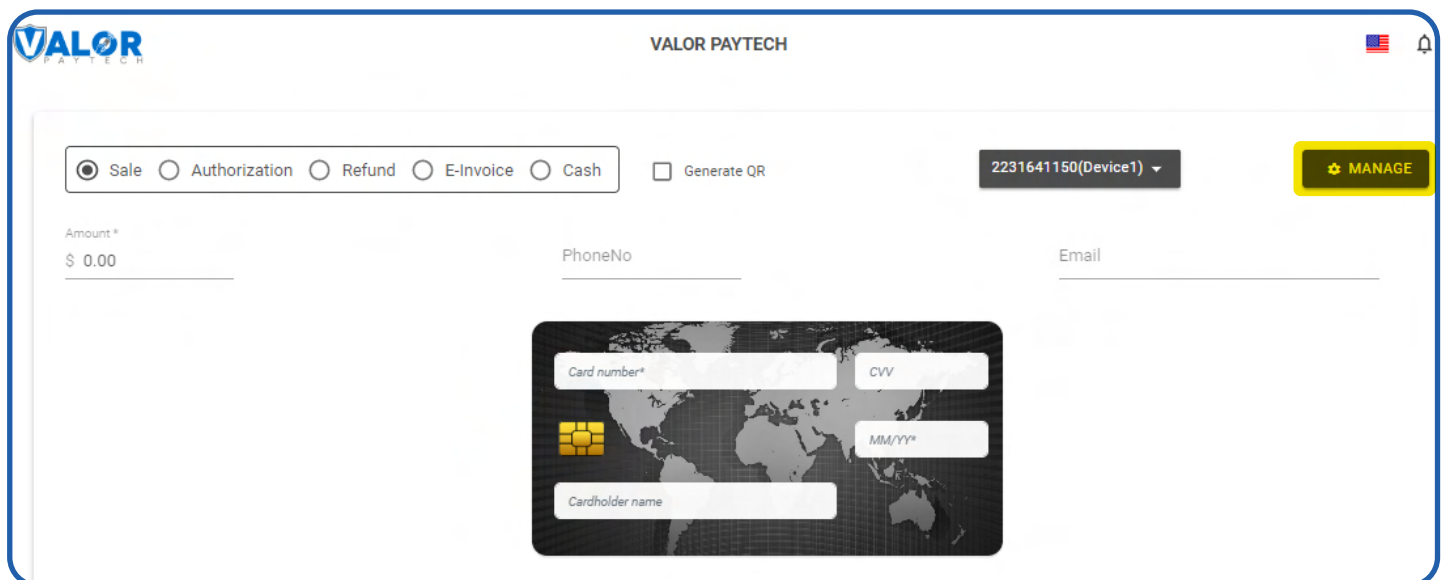 VALOR
PAYTECH
VALOR PAYTECH
Sale Authorization Refund E-Invoice Cash Generate QR 2231641150(Device1) MANAGE
Amount *
$ 0.00 PhoneNo Email
Card number* CVV
MM/YY*
Cardholder name